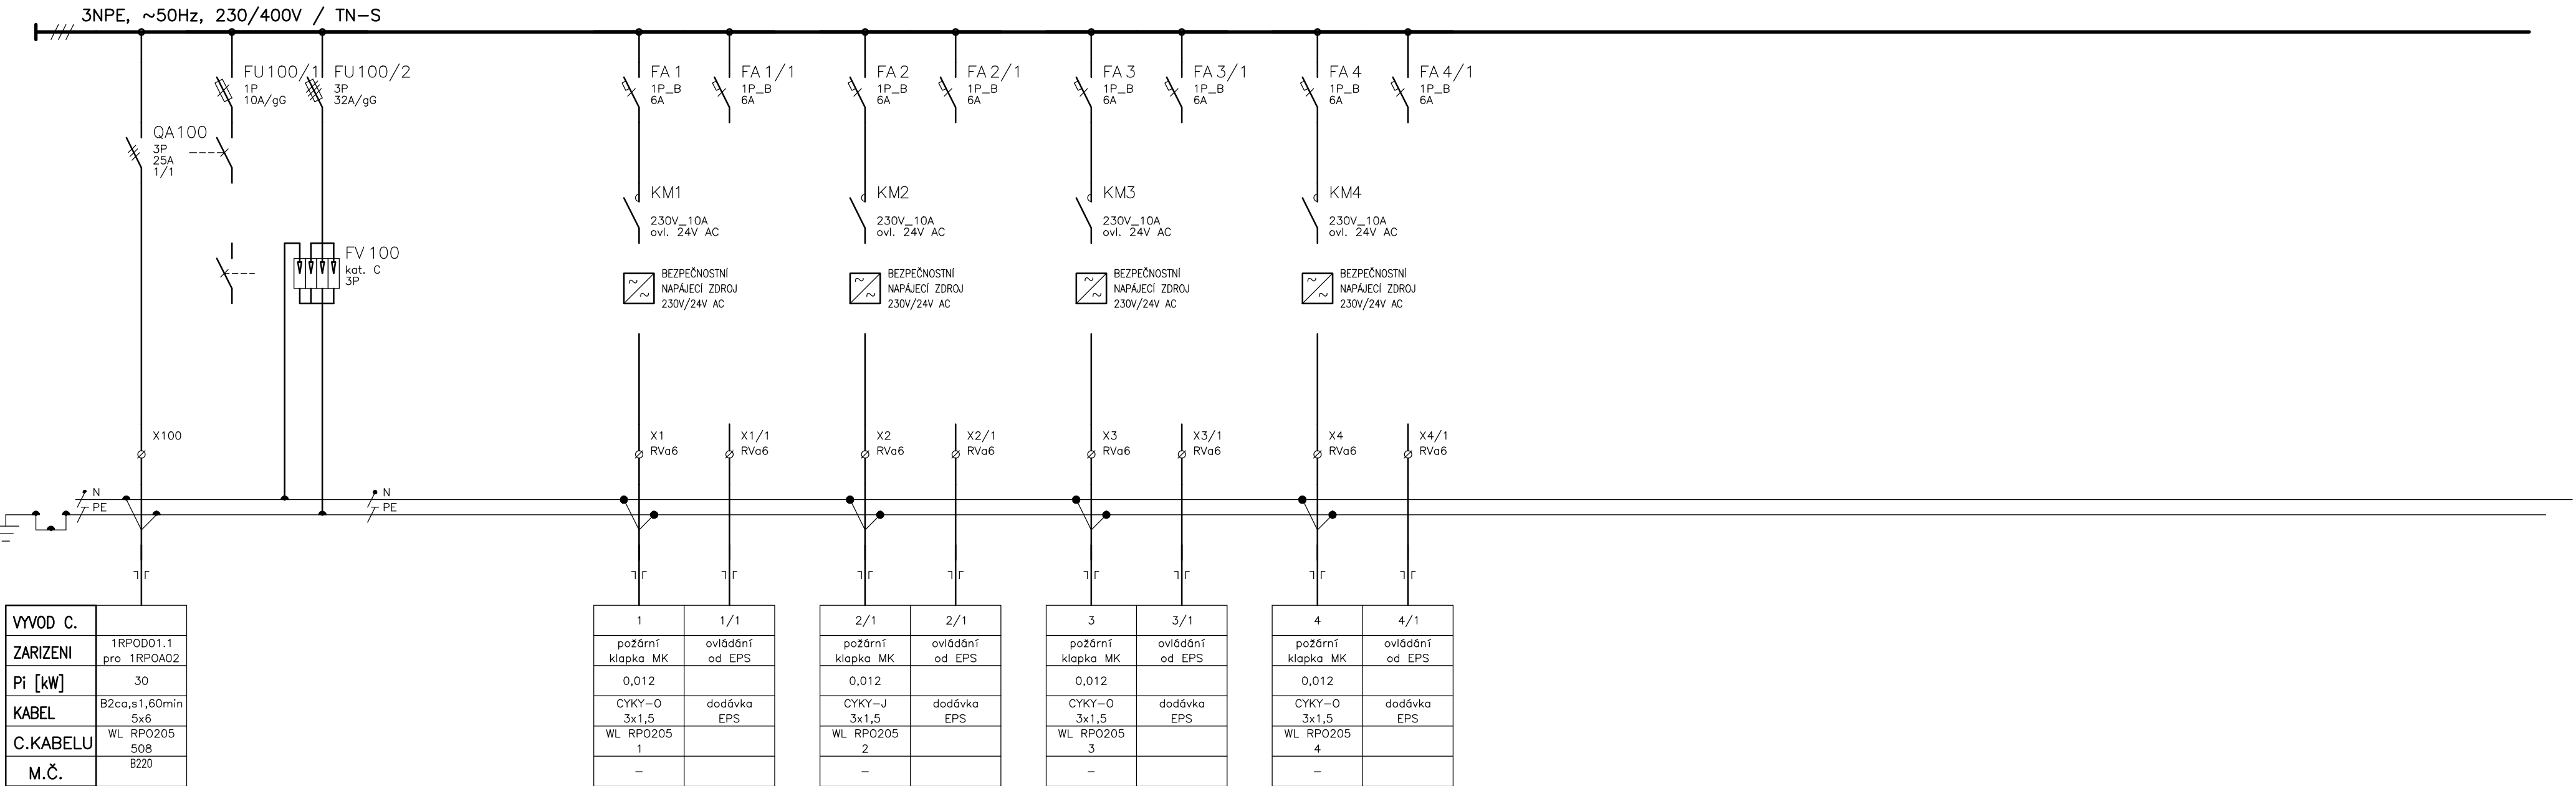 3NPE, ~50Hz, 230/400V / TN-S
FU100/1
1P
10A/gG
FU100/2
3P
32A/gG
QA100
3P
25A
1/1
FV100
kat. C
3P
FA1
1P_B
6A
FA1/1
1P_B
6A
FA2
1P_B
6A
FA2/1
1P_B
6A
FA3
1P_B
6A
FA3/1
1P_B
6A
FA4
1P_B
6A
FA4/1
1P_B
6A
KM1
230V_10A
ovl. 24V AC
KM2
230V_10A
ovl. 24V AC
KM3
230V_10A
ovl. 24V AC
KM4
230V_10A
ovl. 24V AC
BEZPEČNOSTNÍ
NAPÁJECÍ ZDROJ
230V/24V AC
BEZPEČNOSTNÍ
NAPÁJECÍ ZDROJ
230V/24V AC
BEZPEČNOSTNÍ
NAPÁJECÍ ZDROJ
230V/24V AC
BEZPEČNOSTNÍ
NAPÁJECÍ ZDROJ
230V/24V AC
X100
X1
RVa6
X1/1
RVa6
X2
RVa6
X2/1
RVa6
X3
RVa6
X3/1
RVa6
X4
RVa6
X4/1
RVa6
N
PE
N
PE
VYVOD C.
1
1/1
2/1
2/1
3
3/1
4
4/1
ZARIZENI
1RPOD01.1
pro 1RPOA02
požární
klapka MK
ovládání
od EPS
požární
klapka MK
ovládání
od EPS
požární
klapka MK
ovládání
od EPS
požární
klapka MK
ovládání
od EPS
Pi [kW]
30
0,012
0,012
0,012
0,012
KABEL
B2ca,s1,60min
5x6
CYKY-O
3x1,5
dodávka
EPS
CYKY-J
3x1,5
dodávka
EPS
CYKY-O
3x1,5
dodávka
EPS
CYKY-O
3x1,5
dodávka
EPS
C.KABELU
WL RPO205
508
WL RPO205
1
WL RPO205
2
WL RPO205
3
WL RPO205
4
M.Č.
B220
-
-
-
-